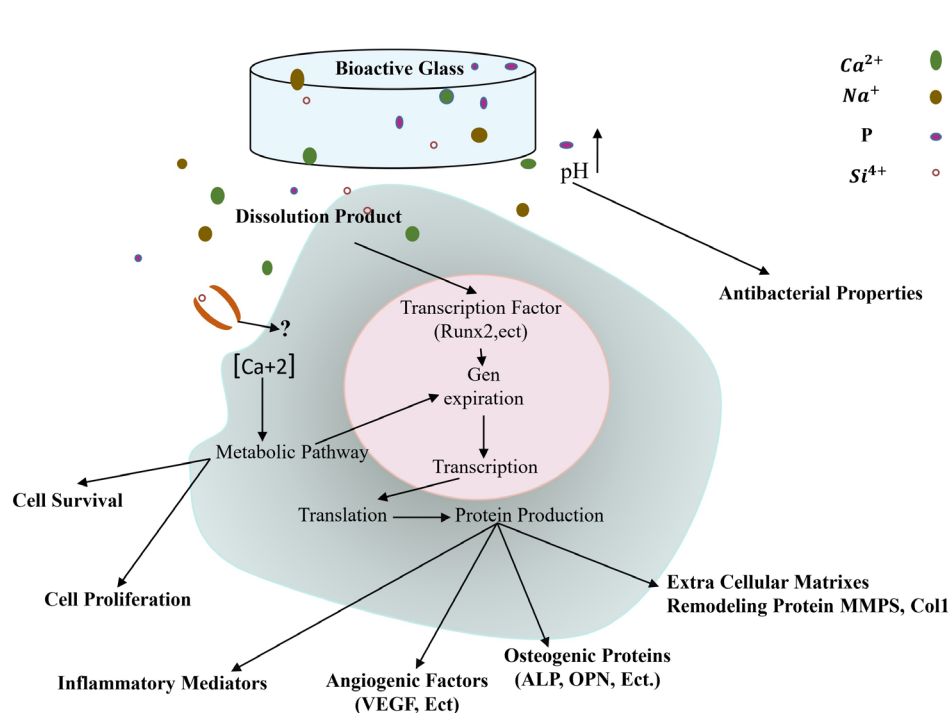 Bioactive Glass
Ca²⁺
Na⁺
P
Si⁴⁺
pH
Dissolution Product
Antibacterial Properties
Transcription Factor
(Runx2,ect)
?
[Ca+2]
Gen
expiration
Metabolic Pathway
Transcription
Cell Survival
Translation
Protein Production
Cell Proliferation
Extra Cellular Matrixes
Remodeling Protein MMPS, Col1
Inflammatory Mediators
Angiogenic Factors
(VEGF, Ect)
Osteogenic Proteins
(ALP, OPN, Ect.)